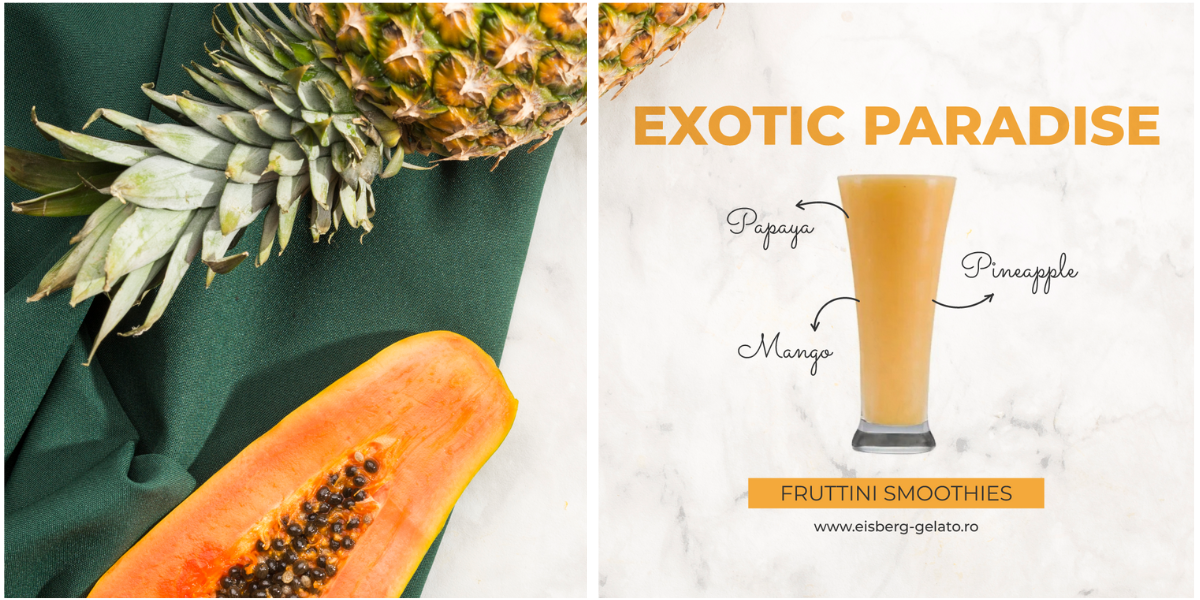 EXOTIC PARADISE
Papaya
Pineapple
Mango
FRUTTINI SMOOTHIES
www.eisberg-gelato.ro